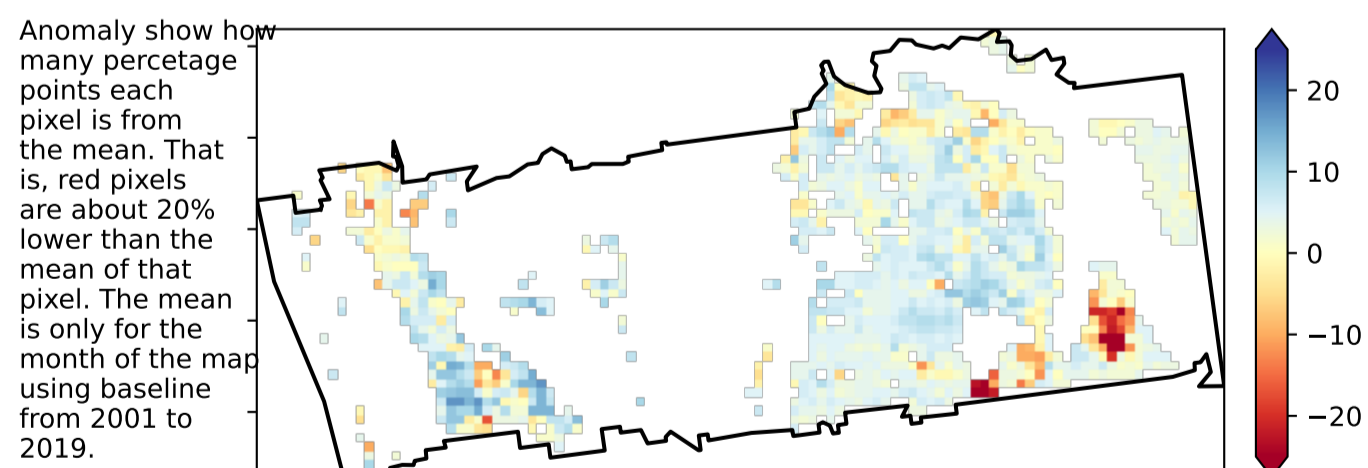 Anomaly show how
many percetage
points each
pixel is from
the mean. That
is, red pixels
are about 20%
lower than the
mean of that
pixel. The mean
is only for the
month of the map
using baseline
from 2001 to
2019.
20
10
0
−10
−20